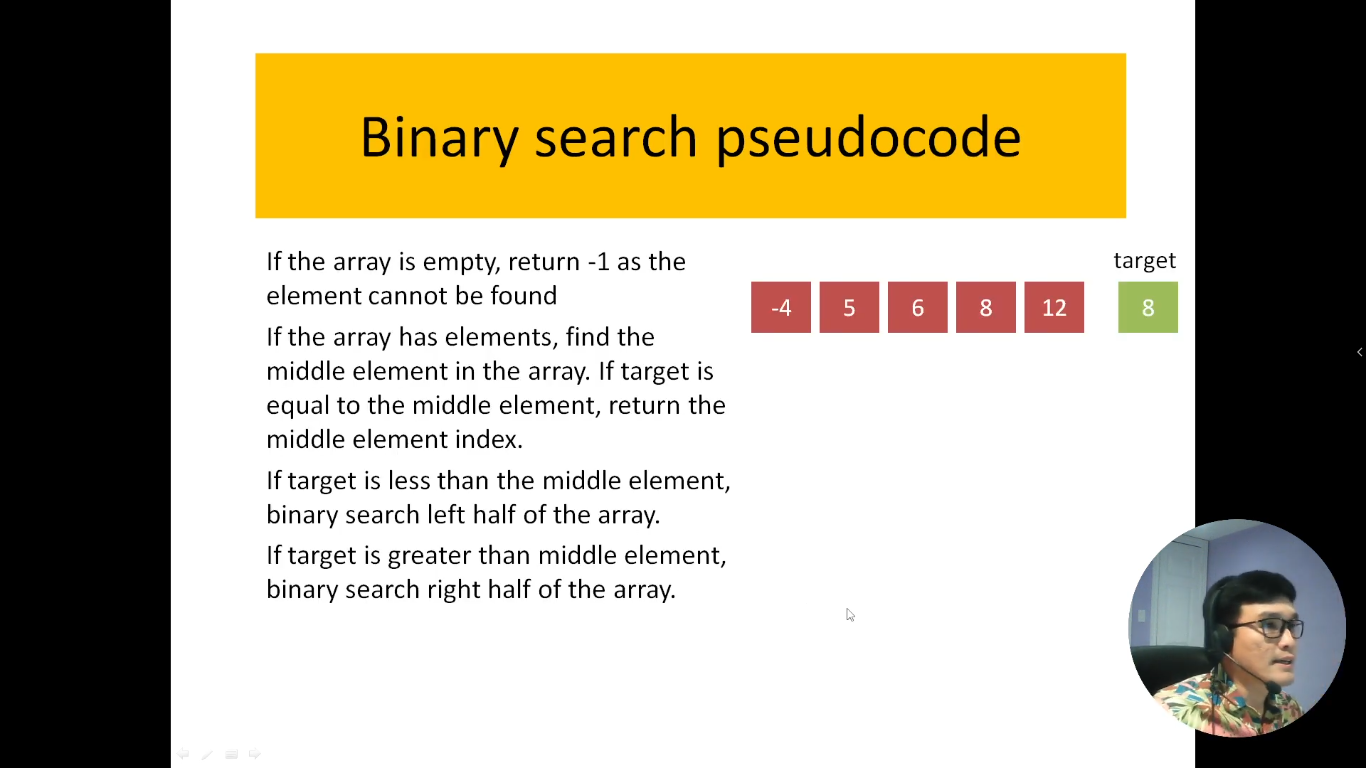 Binary search pseudocode
If the array is empty, return -1 as the
element cannot be found
If the array has elements, find the
middle element in the array. If target is
equal to the middle element, return the
middle element index.
If target is less than the middle element,
binary search left half of the array.
If target is greater than middle element,
binary search right half of the array.
target
-4 5 6 8 12 8